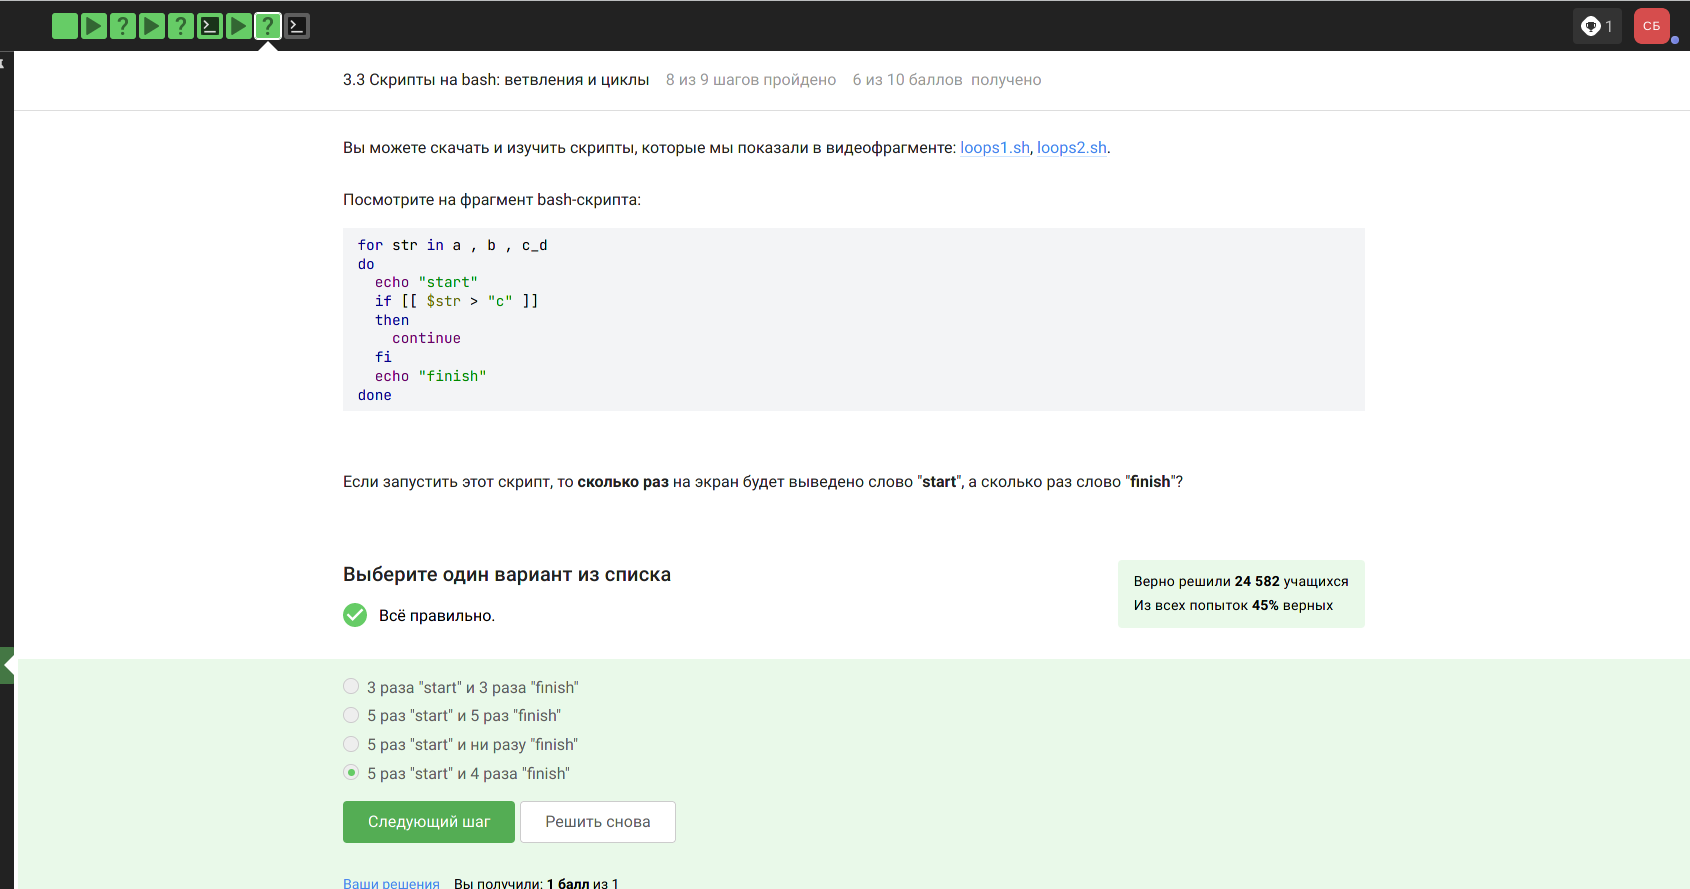 1
СБ
3.3 Скрипты на bash: ветвления и циклы 8 из 9 шагов пройдено 6 из 10 баллов получено
Вы можете скачать и изучить скрипты, которые мы показали в видеофрагменте: loops1.sh, loops2.sh.
Посмотрите на фрагмент bash-скрипта:
for str in a , b , c_d
do
  echo "start"
  if [[ $str > "c" ]]
  then
    continue
  fi
  echo "finish"
done
Если запустить этот скрипт, то сколько раз на экран будет выведено слово "start", а сколько раз слово "finish"?
Выберите один вариант из списка
Всё правильно.
Верно решили 24 582 учащихся
Из всех попыток 45% верных
3 раза "start" и 3 раза "finish"
5 раз "start" и 5 раз "finish"
5 раз "start" и ни разу "finish"
5 раз "start" и 4 раза "finish"
Следующий шаг Решить снова
Ваши решения Вы получили: 1 балл из 1